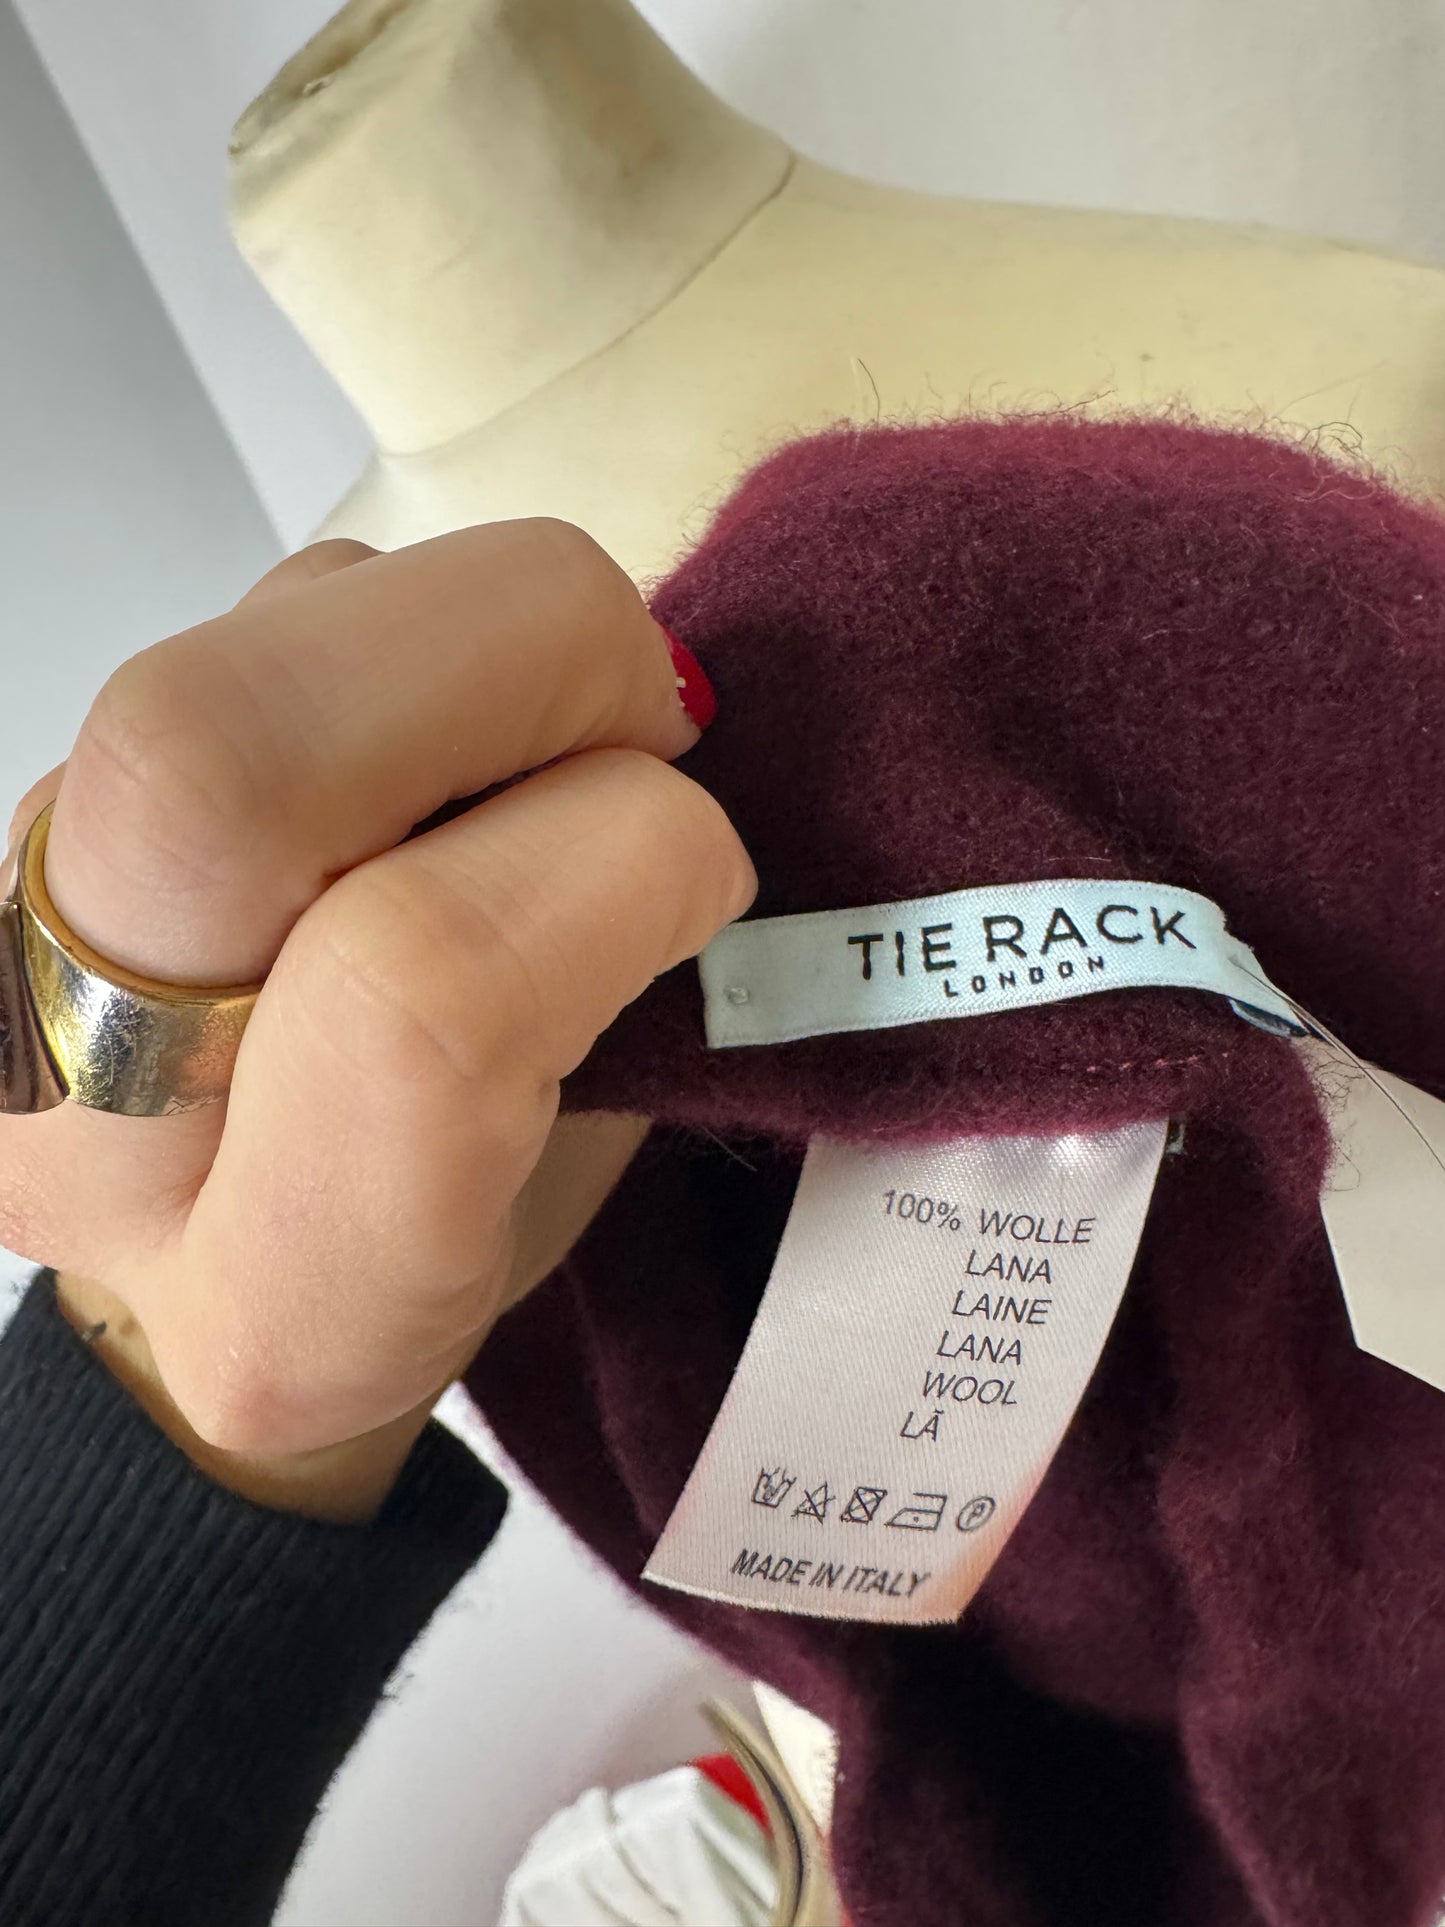 TIE RACK
LONDON
100% WOLLE
LANA
LAINE
LANA
WOOL
LÃ
P
MADE IN ITALY